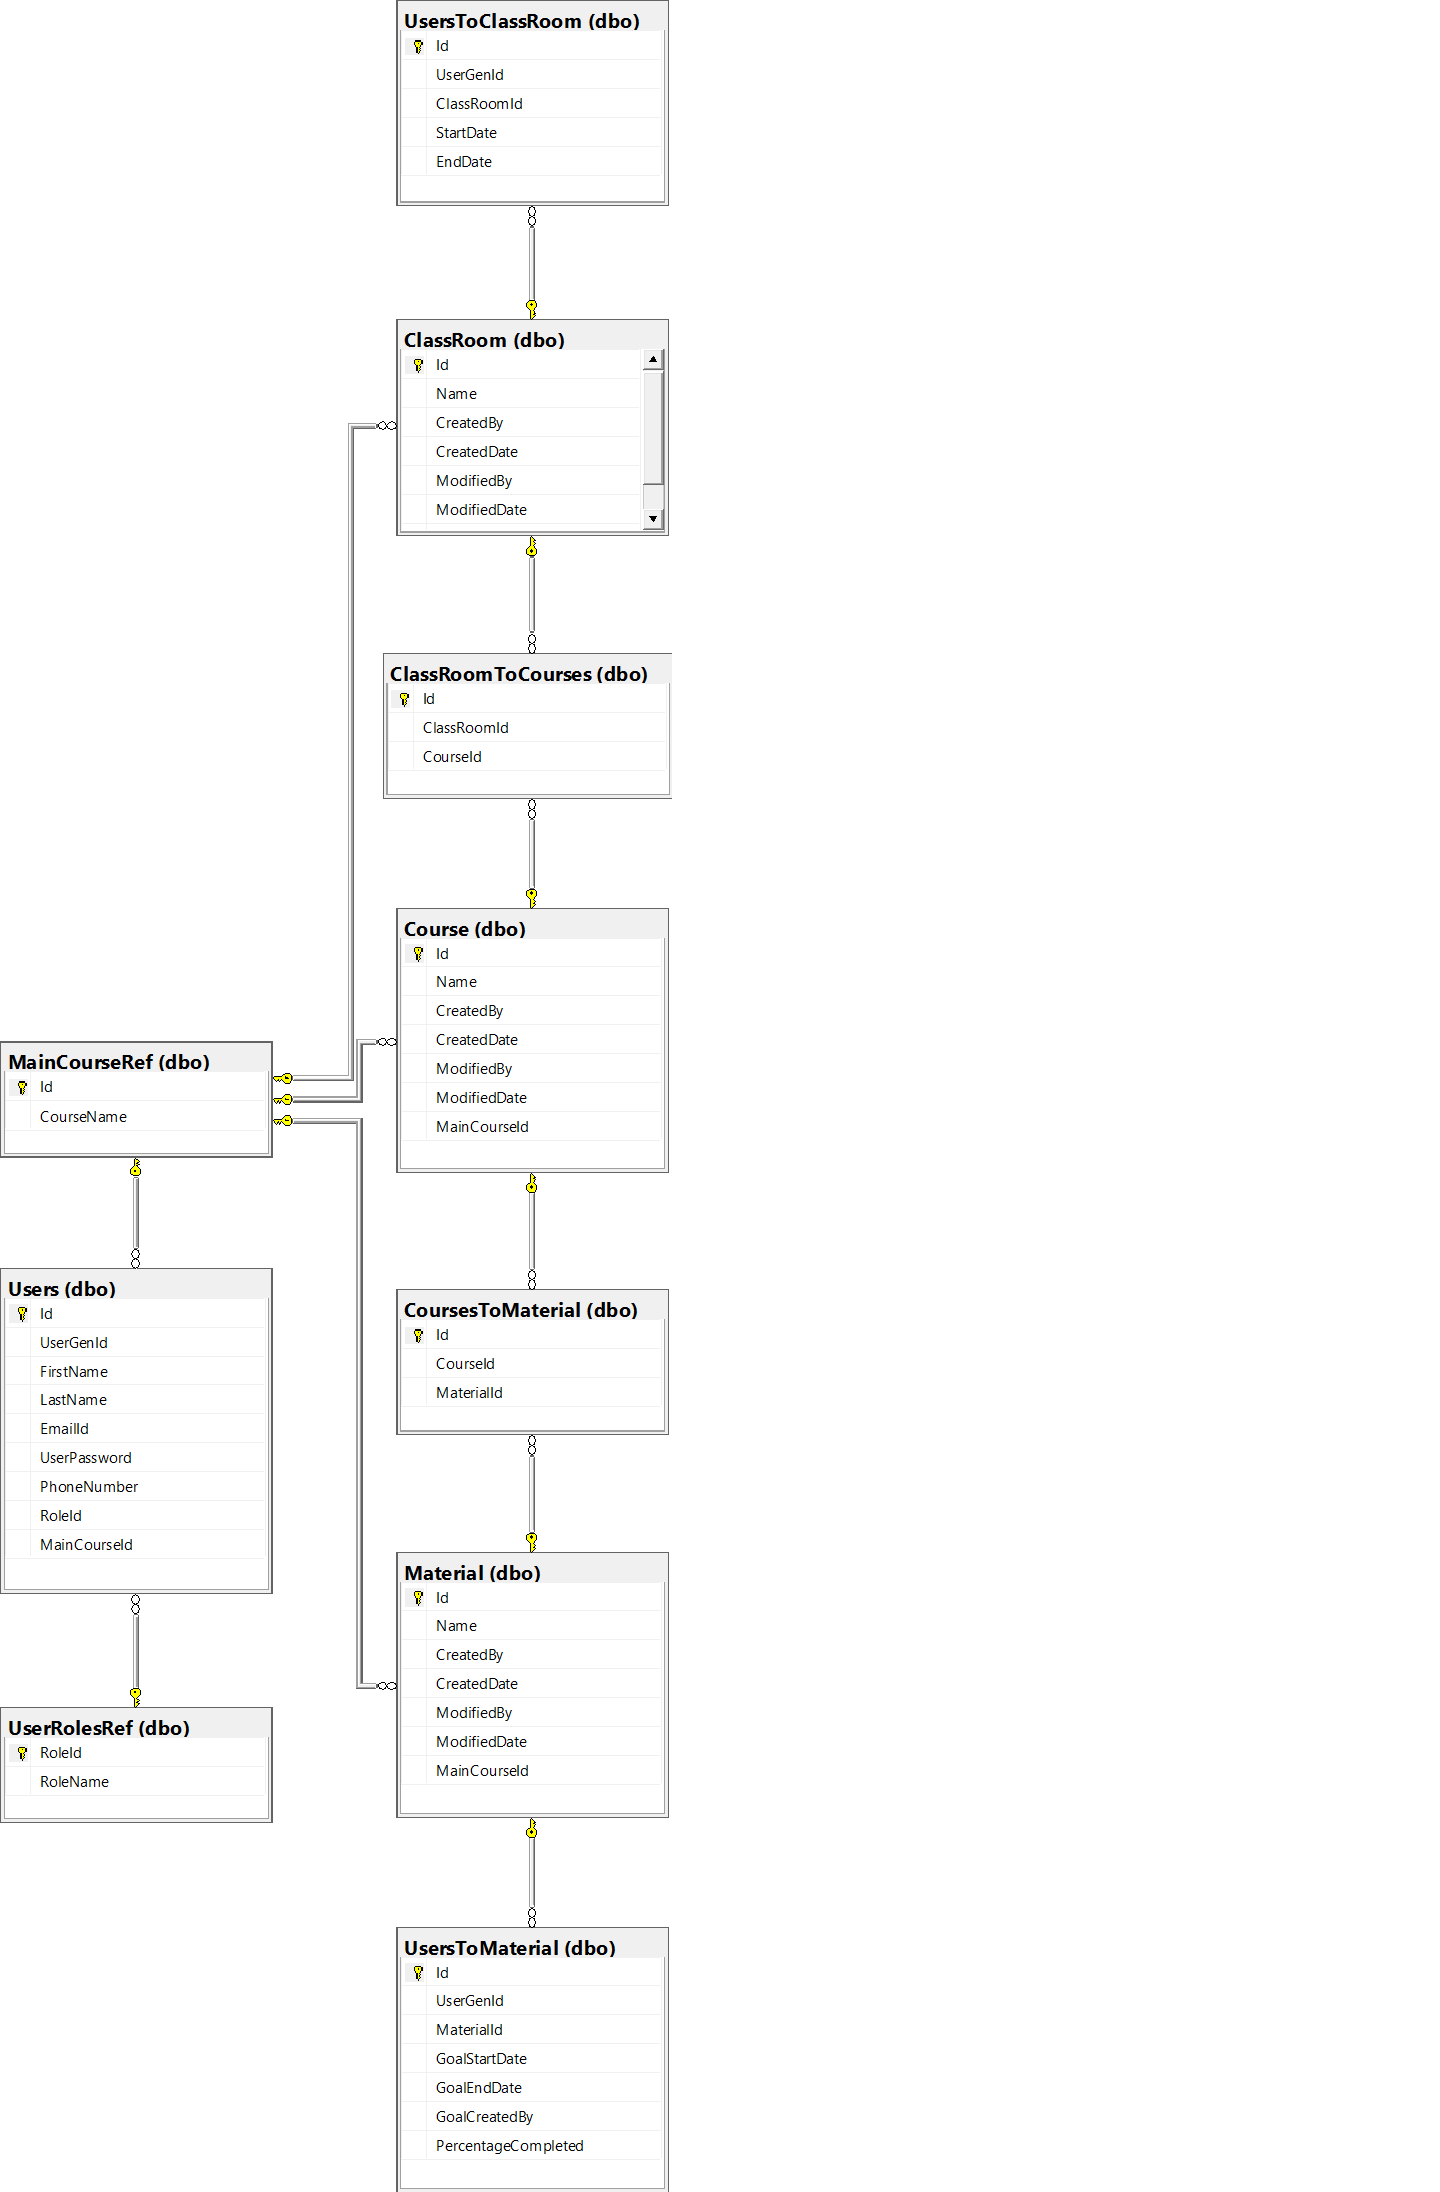 UsersToClassRoom (dbo)
Id
UserGenId
ClassRoomId
StartDate
EndDate
ClassRoom (dbo)
Id
Name
CreatedBy
CreatedDate
ModifiedBy
ModifiedDate
ClassRoomToCourses (dbo)
Id
ClassRoomId
CourseId
Course (dbo)
Id
Name
CreatedBy
CreatedDate
ModifiedBy
ModifiedDate
MainCourseId
MainCourseRef (dbo)
Id
CourseName
Users (dbo)
Id
UserGenId
FirstName
LastName
EmailId
UserPassword
PhoneNumber
RoleId
MainCourseId
CoursesToMaterial (dbo)
Id
CourseId
MaterialId
Material (dbo)
Id
Name
CreatedBy
CreatedDate
ModifiedBy
ModifiedDate
MainCourseId
UserRolesRef (dbo)
RoleId
RoleName
UsersToMaterial (dbo)
Id
UserGenId
MaterialId
GoalStartDate
GoalEndDate
GoalCreatedBy
PercentageCompleted